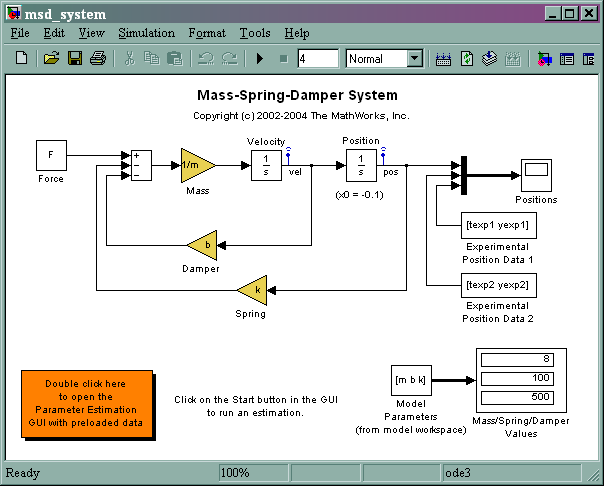 msd_system
File Edit View Simulation Format Tools Help
4 Normal
Mass-Spring-Damper System
Copyright (c) 2002-2004 The MathWorks, Inc.
Velocity Position
F
+
−
−
1/m
1
s
vel
1
s
pos
Force
Mass
(x0 = -0.1)
Positions
[texp1 yexp1]
Experimental
Position Data 1
b
Damper
[texp2 yexp2]
k
Experimental
Position Data 2
Spring
Double click here
to open the
Parameter Estimation
GUI with preloaded data
Click on the Start button in the GUI
to run an estimation.
[m b k]
Model
Parameters
(from model workspace)
8
100
500
Mass/Spring/Damper
Values
Ready 100% ode3